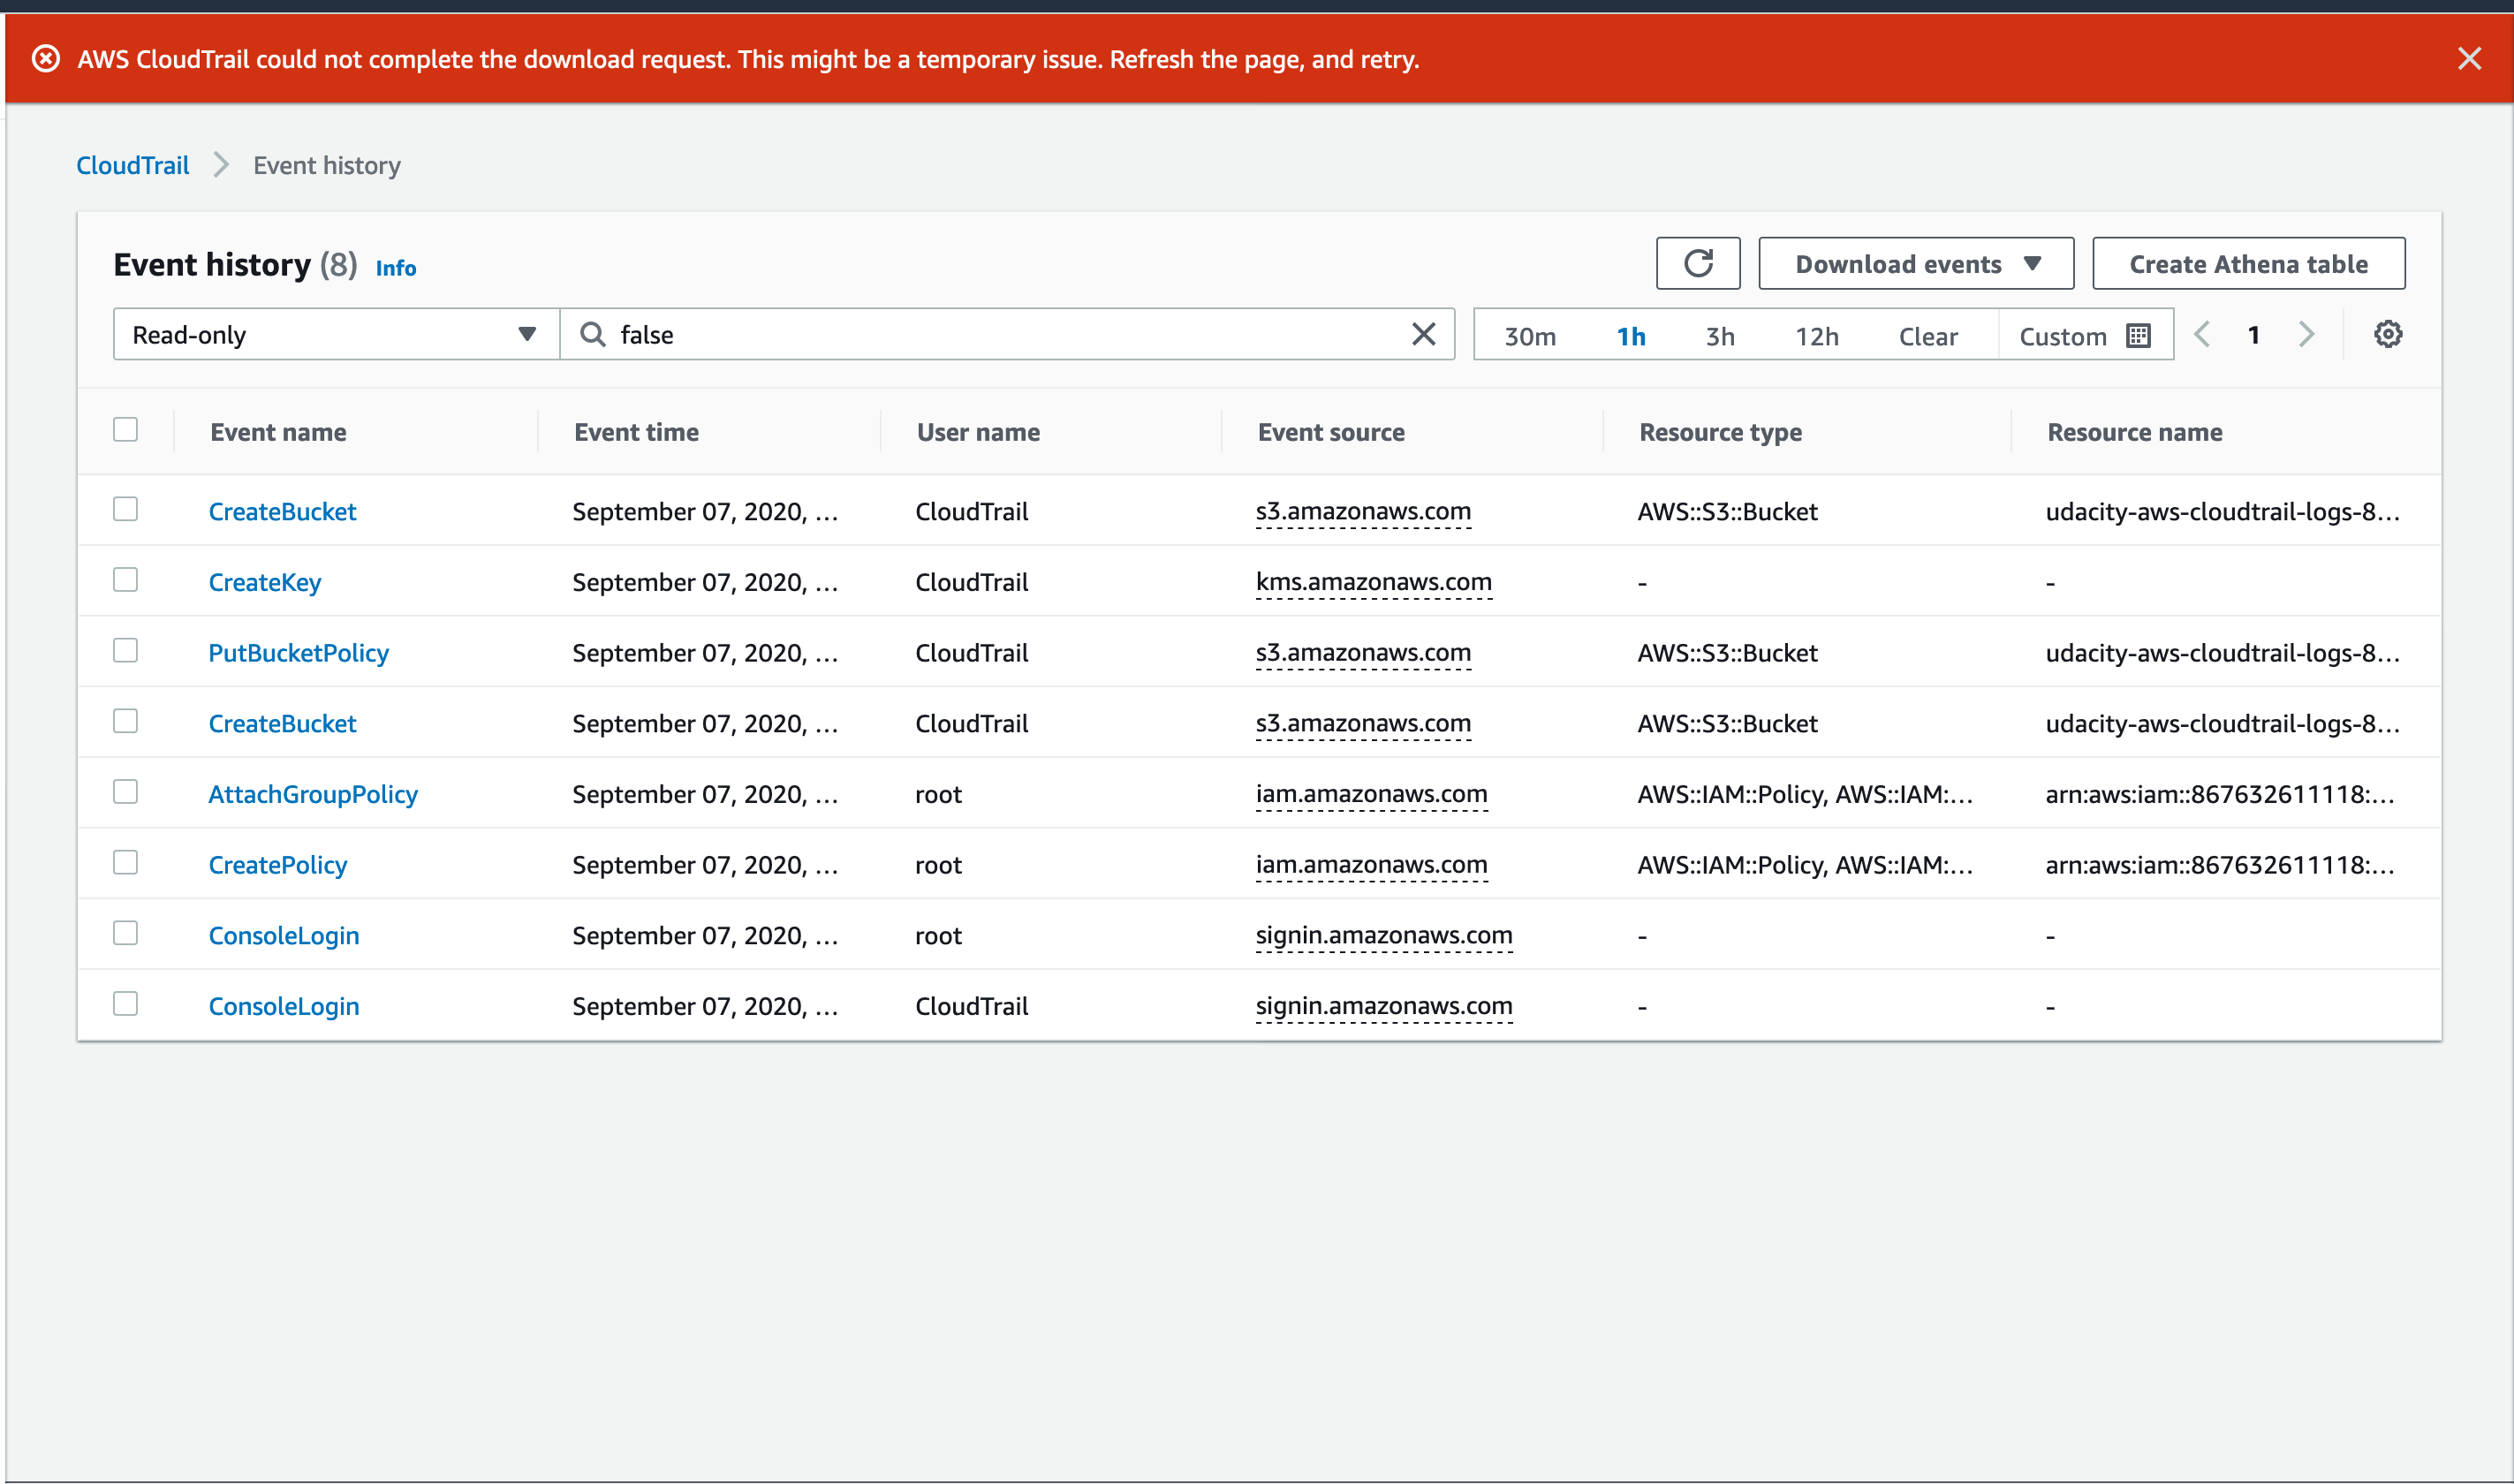 AWS CloudTrail could not complete the download request. This might be a temporary issue. Refresh the page, and retry.
CloudTrail Event history
Event history (8) Info Download events Create Athena table
Read-only false 30m 1h 3h 12h Clear Custom 1
Event name Event time User name Event source Resource type Resource name
CreateBucket September 07, 2020, … CloudTrail s3.amazonaws.com AWS::S3::Bucket udacity-aws-cloudtrail-logs-8…
CreateKey September 07, 2020, … CloudTrail kms.amazonaws.com - -
PutBucketPolicy September 07, 2020, … CloudTrail s3.amazonaws.com AWS::S3::Bucket udacity-aws-cloudtrail-logs-8…
CreateBucket September 07, 2020, … CloudTrail s3.amazonaws.com AWS::S3::Bucket udacity-aws-cloudtrail-logs-8…
AttachGroupPolicy September 07, 2020, … root iam.amazonaws.com AWS::IAM::Policy, AWS::IAM:… arn:aws:iam::867632611118:…
CreatePolicy September 07, 2020, … root iam.amazonaws.com AWS::IAM::Policy, AWS::IAM:… arn:aws:iam::867632611118:…
ConsoleLogin September 07, 2020, … root signin.amazonaws.com - -
ConsoleLogin September 07, 2020, … CloudTrail signin.amazonaws.com - -